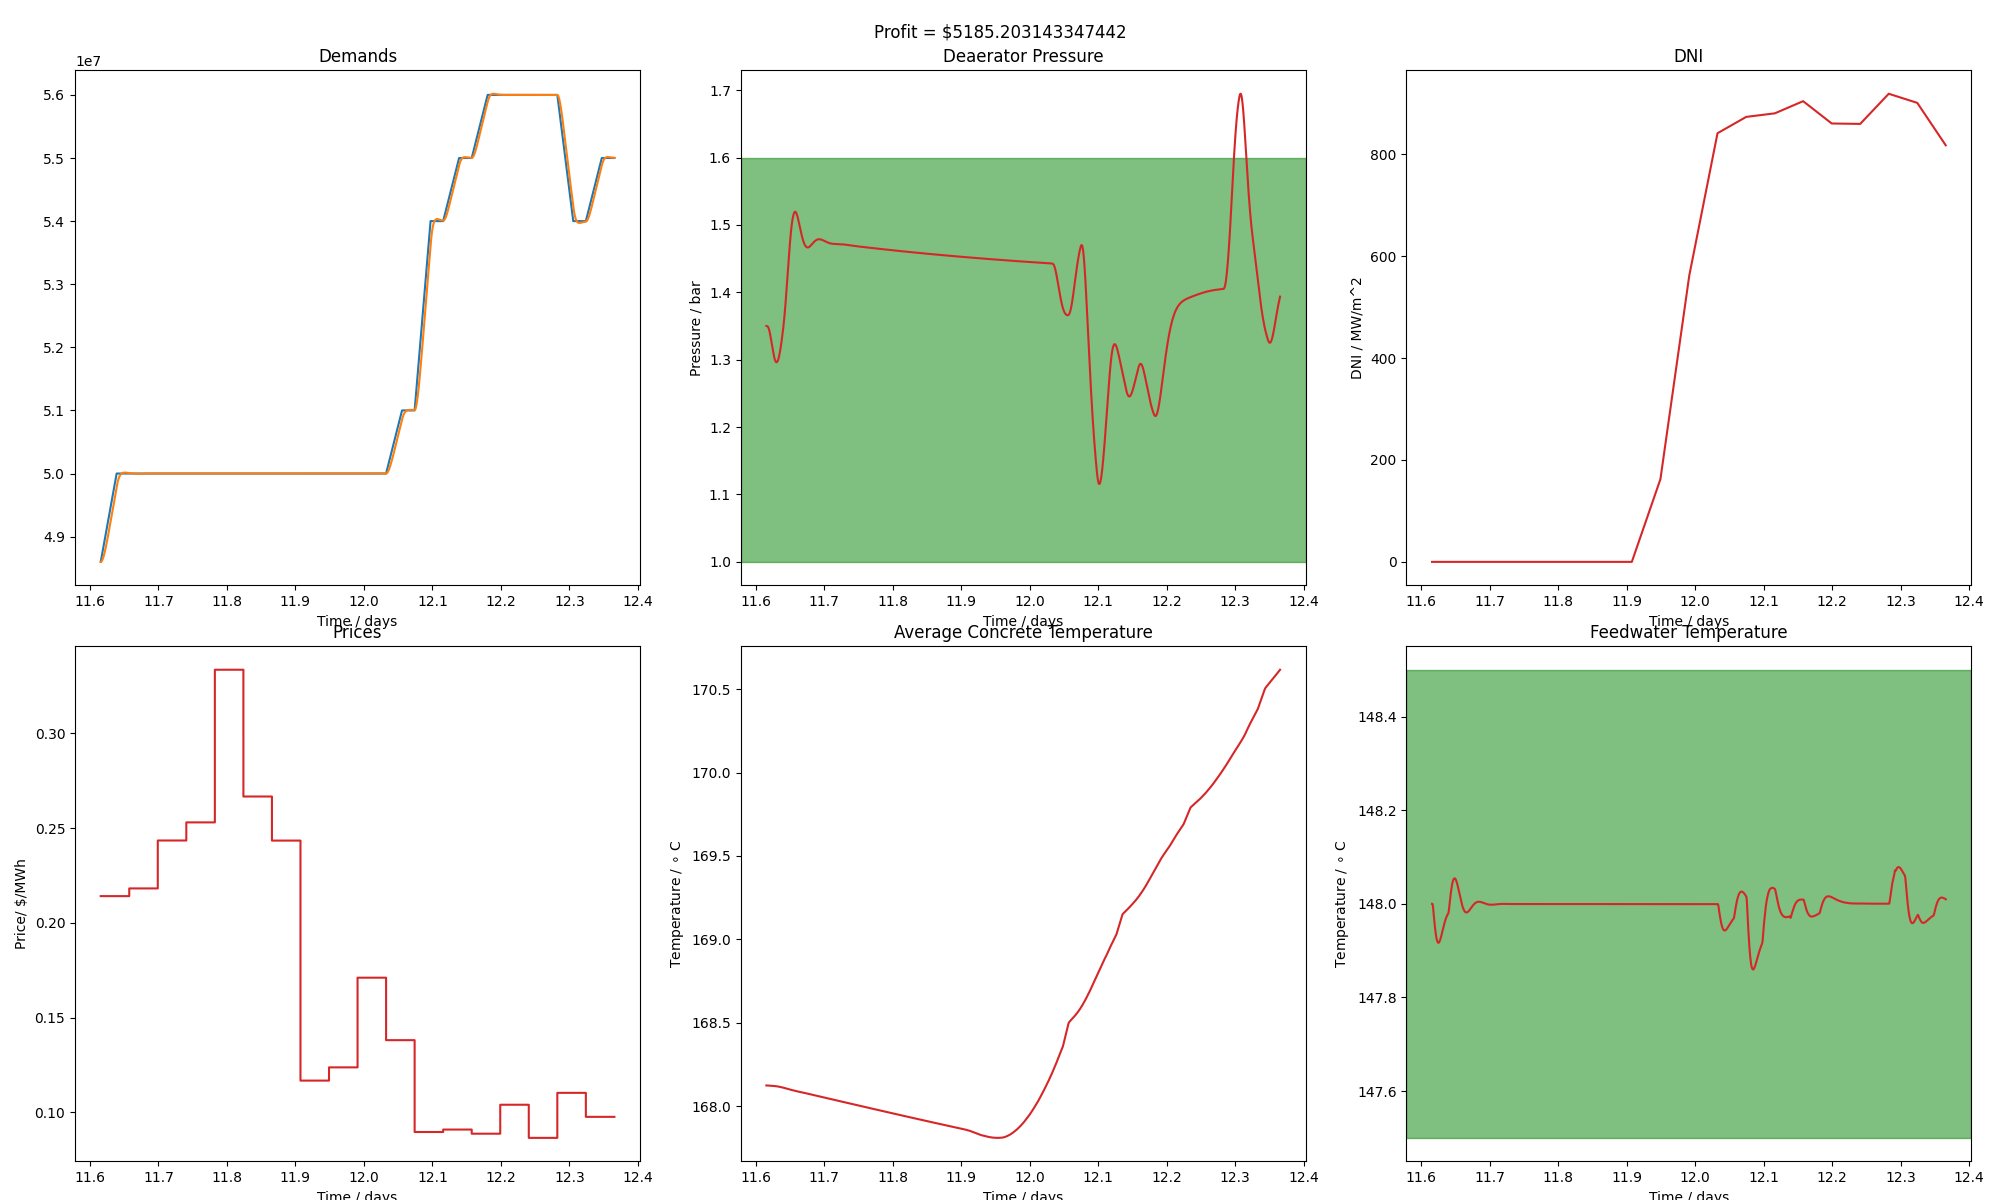 Profit = $5185.203143347442
Demands
1e7
5.6
5.5
5.4
5.3
5.2
5.1
5.0
4.9
11.6 11.7 11.8 11.9 12.0 12.1 12.2 12.3 12.4
Time / days
Deaerator Pressure
Pressure / bar
1.7
1.6
1.5
1.4
1.3
1.2
1.1
1.0
11.6 11.7 11.8 11.9 12.0 12.1 12.2 12.3 12.4
Time / days
DNI
DNI / MW/m^2
800
600
400
200
0
11.6 11.7 11.8 11.9 12.0 12.1 12.2 12.3 12.4
Time / days
Prices
Price/ $/MWh
0.30
0.25
0.20
0.15
0.10
11.6 11.7 11.8 11.9 12.0 12.1 12.2 12.3 12.4
Time / days
Average Concrete Temperature
Temperature / ∘ C
170.5
170.0
169.5
169.0
168.5
168.0
11.6 11.7 11.8 11.9 12.0 12.1 12.2 12.3 12.4
Time / days
Feedwater Temperature
Temperature / ∘ C
148.4
148.2
148.0
147.8
147.6
11.6 11.7 11.8 11.9 12.0 12.1 12.2 12.3 12.4
Time / days